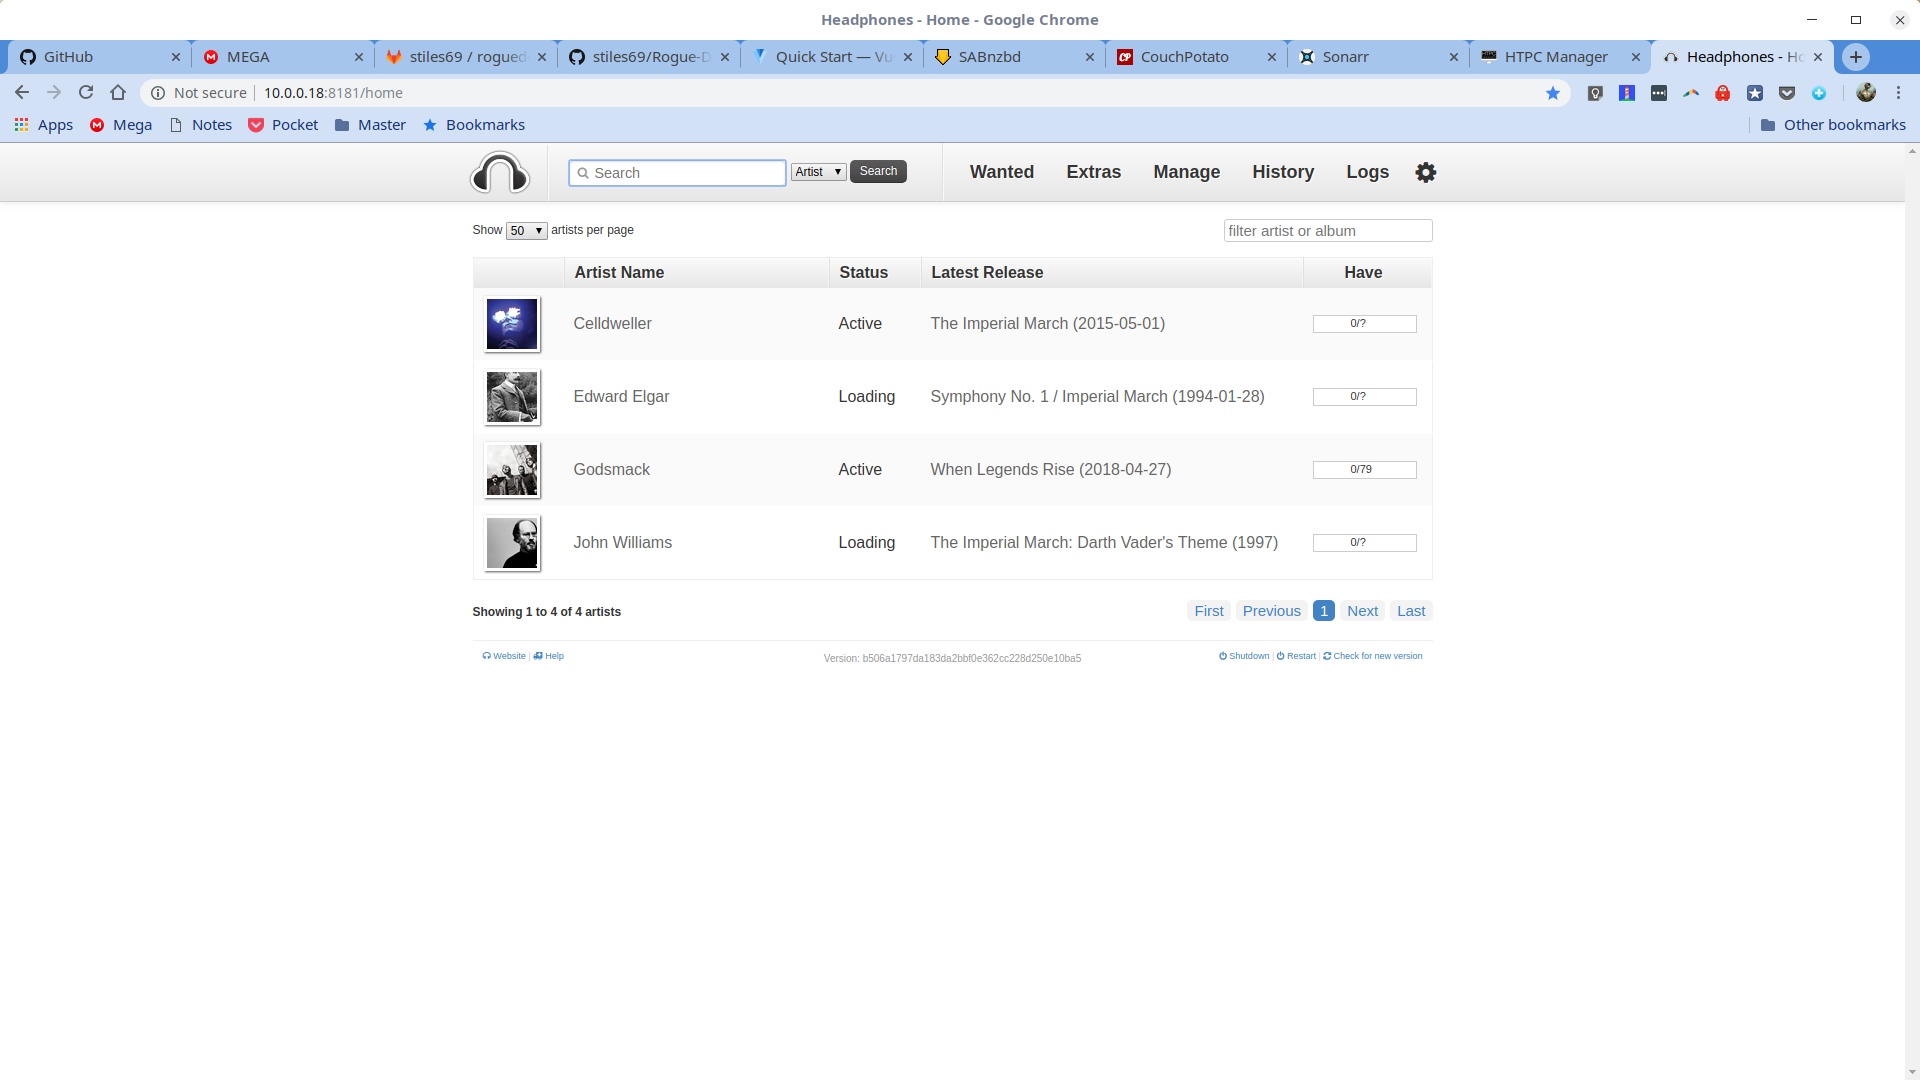 Headphones - Home - Google Chrome
GitHub
MEGA
stiles69 / rogued
stiles69/Rogue-D
Quick Start — Vu
SABnzbd
CouchPotato
Sonarr
HTPC Manager
Headphones - Ho
Not secure
10.0.0.18:8181/home
Apps
Mega
Notes
Pocket
Master
Bookmarks
Other bookmarks
Search
Artist
Search
Wanted
Extras
Manage
History
Logs
Show 50 artists per page
filter artist or album
Artist Name Status Latest Release Have
Celldweller Active The Imperial March (2015-05-01) 0/?
Edward Elgar Loading Symphony No. 1 / Imperial March (1994-01-28) 0/?
Godsmack Active When Legends Rise (2018-04-27) 0/79
John Williams Loading The Imperial March: Darth Vader's Theme (1997) 0/?
Showing 1 to 4 of 4 artists
First Previous 1 Next Last
Website | Help
Version: b506a1797da183da2bbf0e362cc228d250e10ba5
Shutdown | Restart | Check for new version